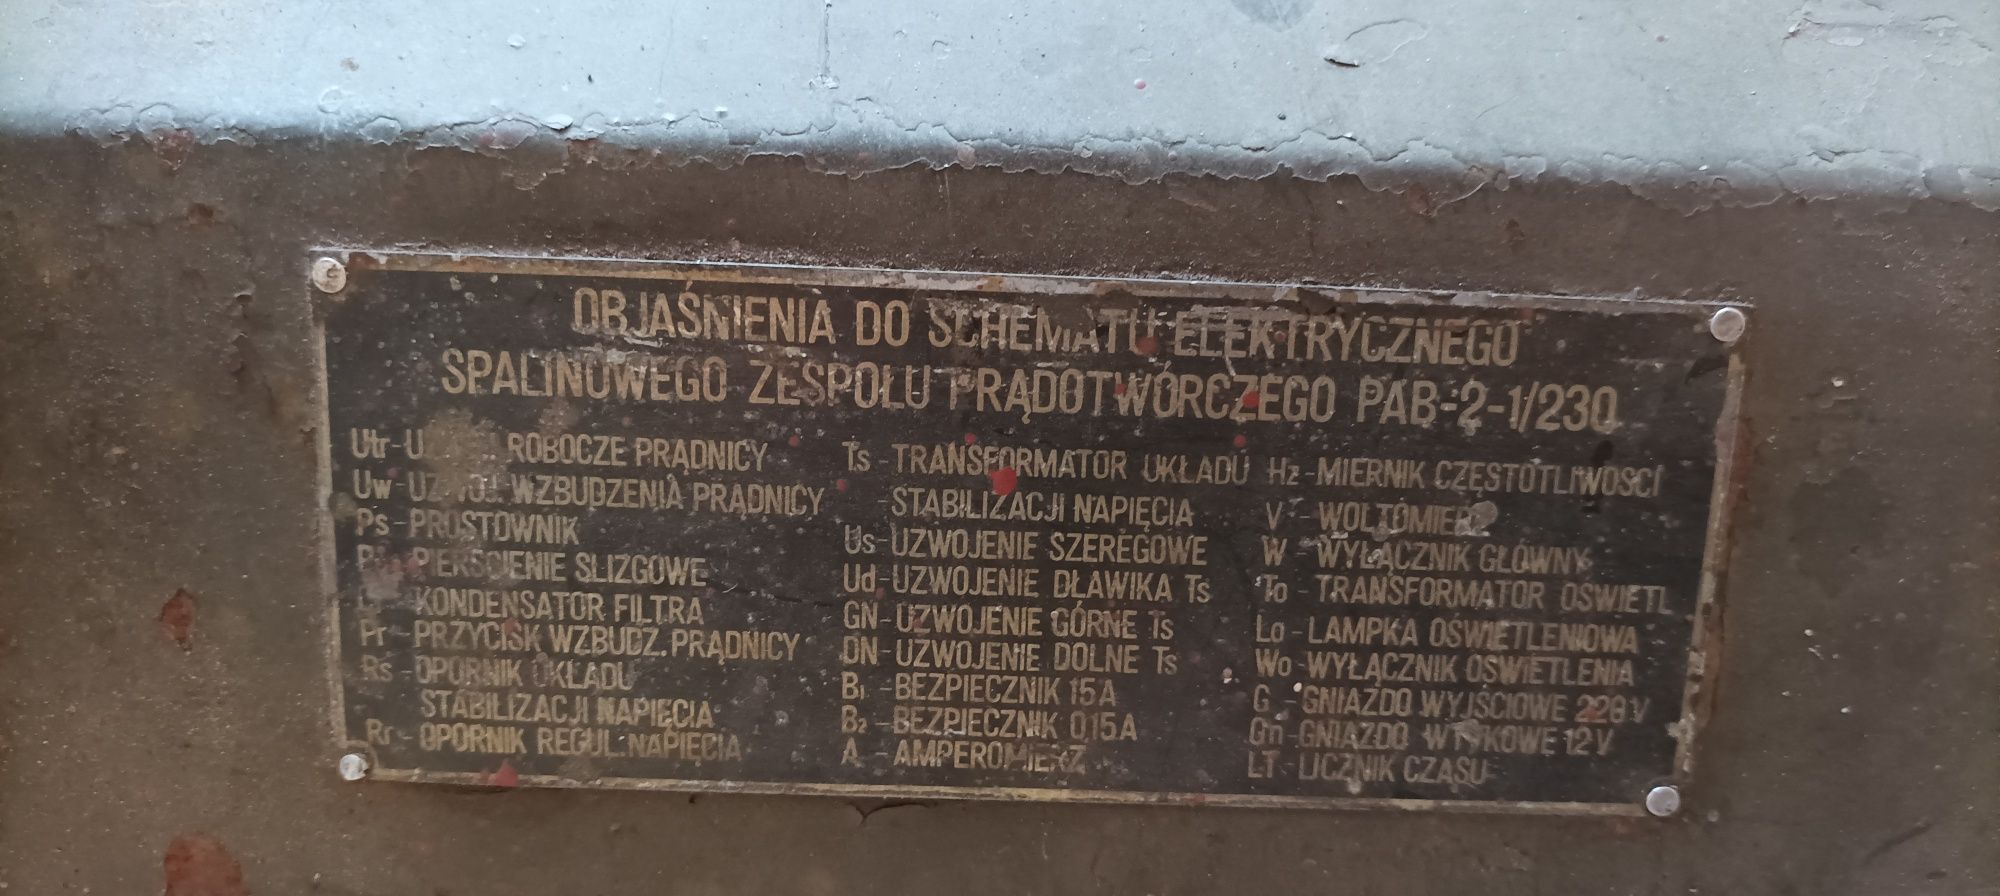 OBJAŚNIENIA DO SCHEMATU ELEKTRYCZNEGO
SPALINOWEGO ZESPOŁU PRĄDOTWÓRCZEGO PAB-2-1/230
Utr - ROBOCZE PRĄDNICY
Uw - UZWOJ. WZBUDZENIA PRĄDNICY
Ps - PROSTOWNIK
PIERŚCIENIE SLIZGOWE
KONDENSATOR FILTRA
Pr - PRZYCISK WZBUDZ. PRĄDNICY
Rs - OPORNIK UKŁADU
STABILIZACJI NAPIĘCIA
Rr - OPORNIK REGUL. NAPIĘCIA
Ts - TRANSFORMATOR UKŁADU
STABILIZACJI NAPIĘCIA
Us - UZWOJENIE SZEREGOWE
Ud - UZWOJENIE DŁAWIKA Ts
GN - UZWOJENIE GÓRNE Ts
DN - UZWOJENIE DOLNE Ts
B1 - BEZPIECZNIK 15A
B2 - BEZPIECZNIK 0,15A
A - AMPEROMIERZ
Hz - MIERNIK CZĘSTOTLIWOŚCI
V - WOLTOMIERZ
W - WYŁĄCZNIK GŁÓWNY
To - TRANSFORMATOR OŚWIETL
Lo - LAMPKA OŚWIETLENIOWA
Wo - WYŁĄCZNIK OŚWIETLENIA
G - GNIAZDO WYJŚCIOWE V
Gn - GNIAZDO WTYKOWE 12V
LT - LICZNIK CZASU